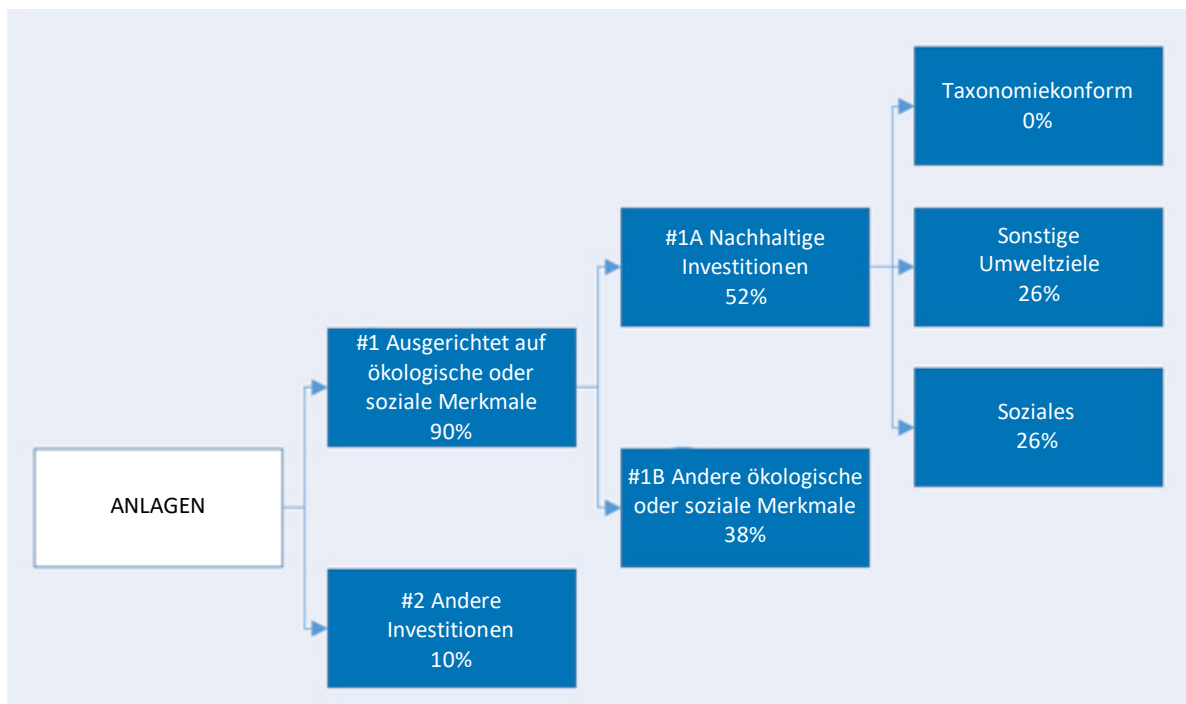 ANLAGEN
#1 Ausgerichtet auf
ökologische oder
soziale Merkmale
90%
#2 Andere
Investitionen
10%
#1A Nachhaltige
Investitionen
52%
#1B Andere ökologische
oder soziale Merkmale
38%
Taxonomiekonform
0%
Sonstige
Umweltziele
26%
Soziales
26%